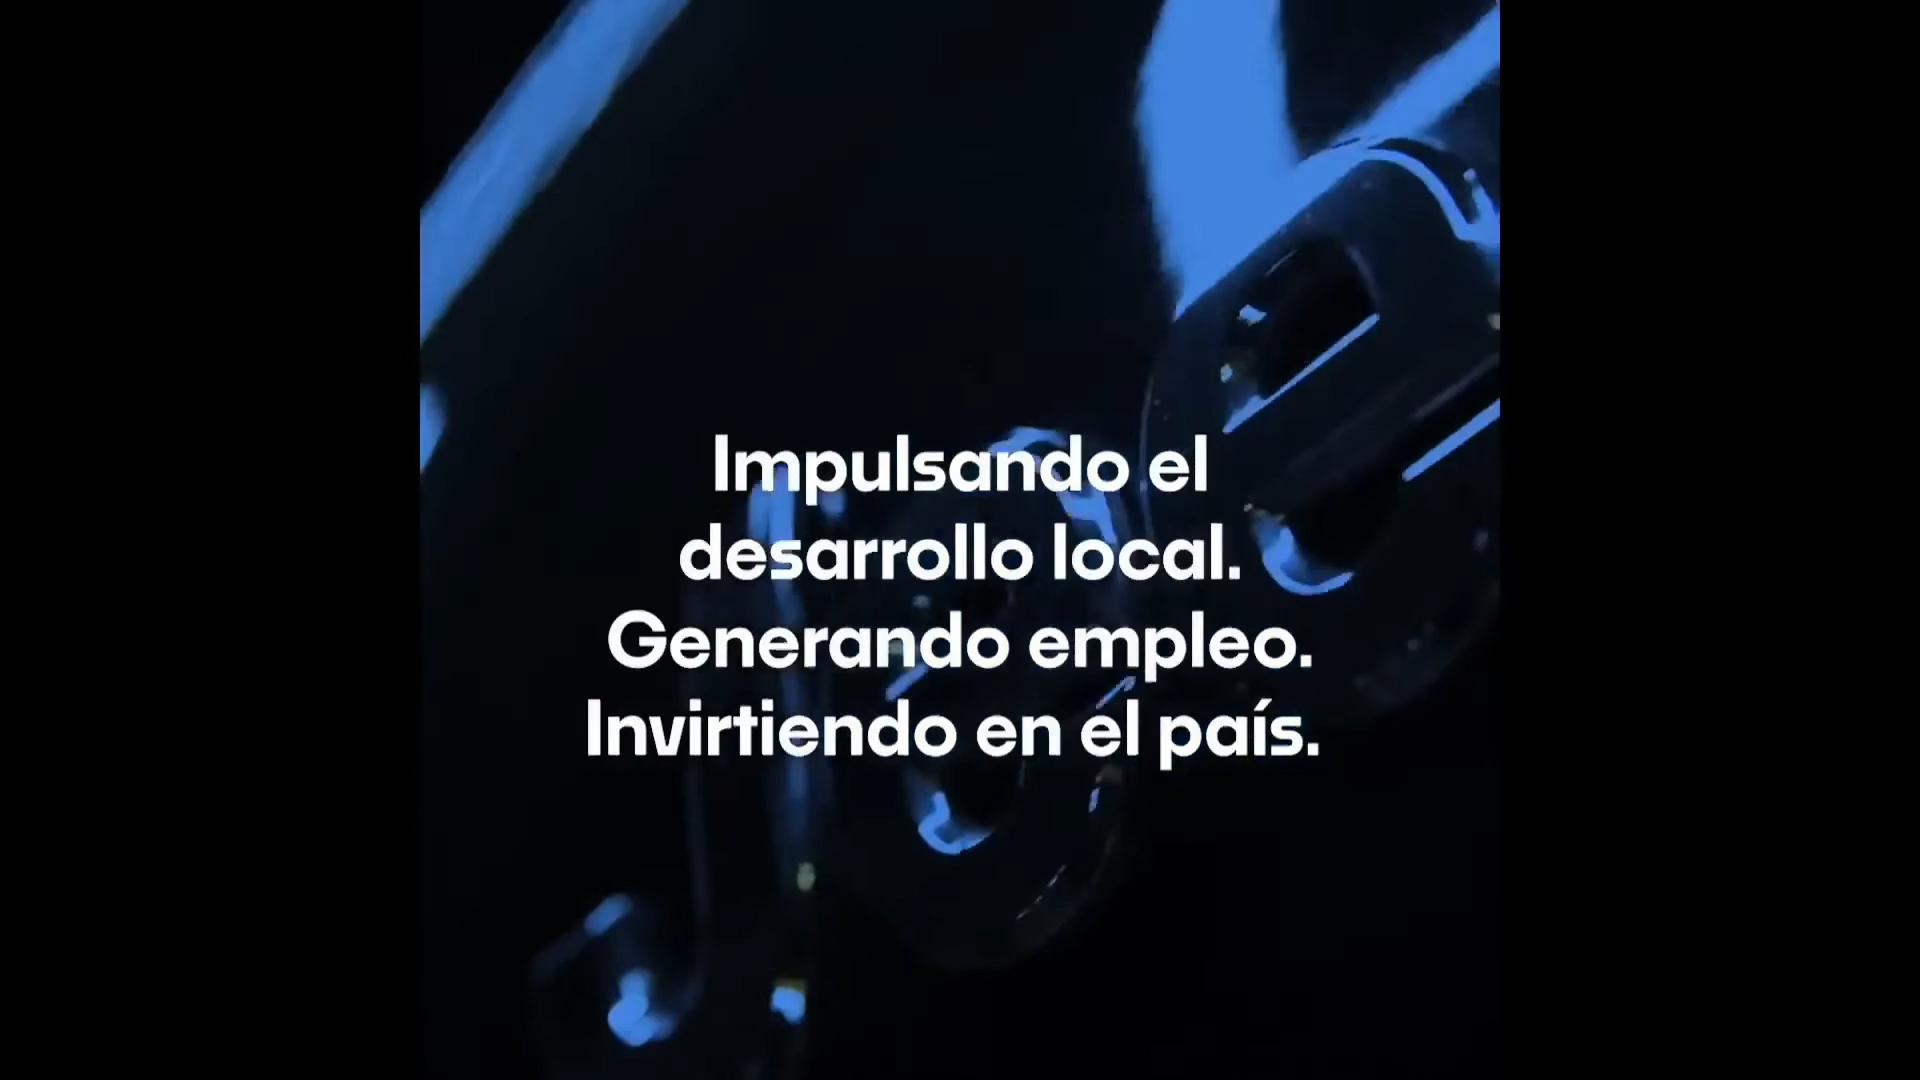 Impulsando el
desarrollo local.
Generando empleo.
Invirtiendo en el país.